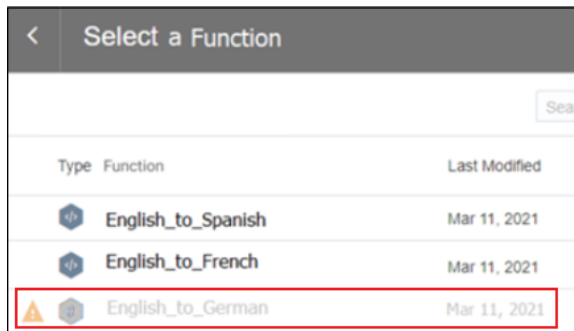 Select a Function
Sea
Type Function Last Modified
English_to_Spanish Mar 11, 2021
English_to_French Mar 11, 2021
English_to_German Mar 11, 2021